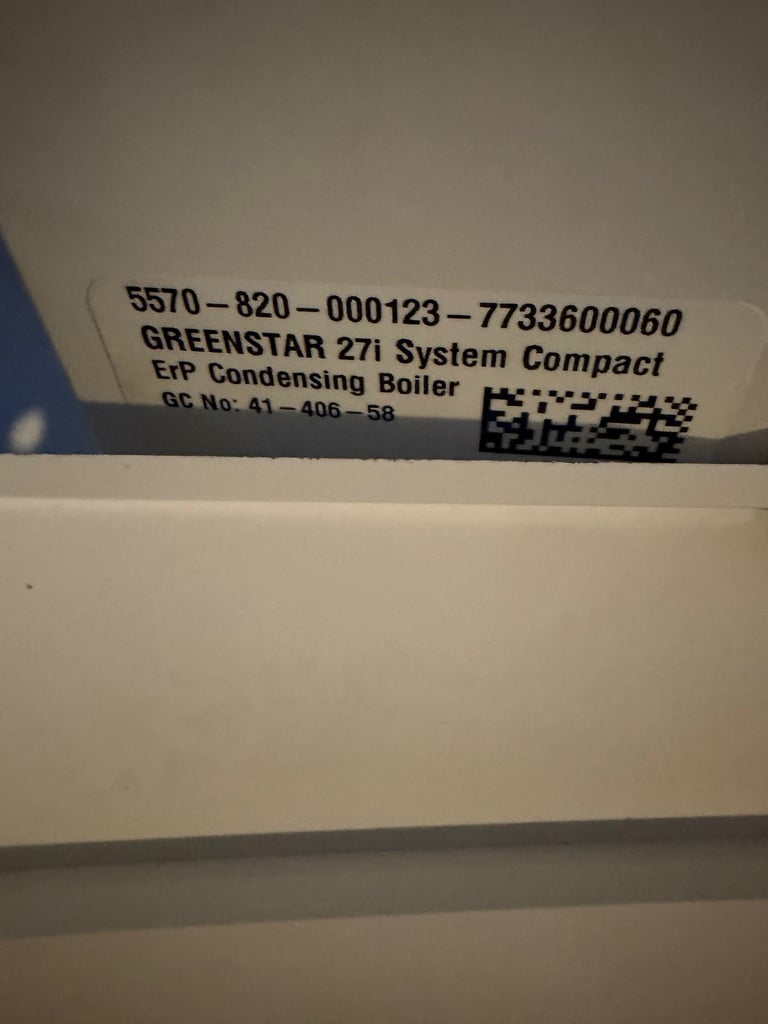 5570-820-000123-7733600060
GREENSTAR 27i System Compact
ErP Condensing Boiler
GC No: 41-406-58